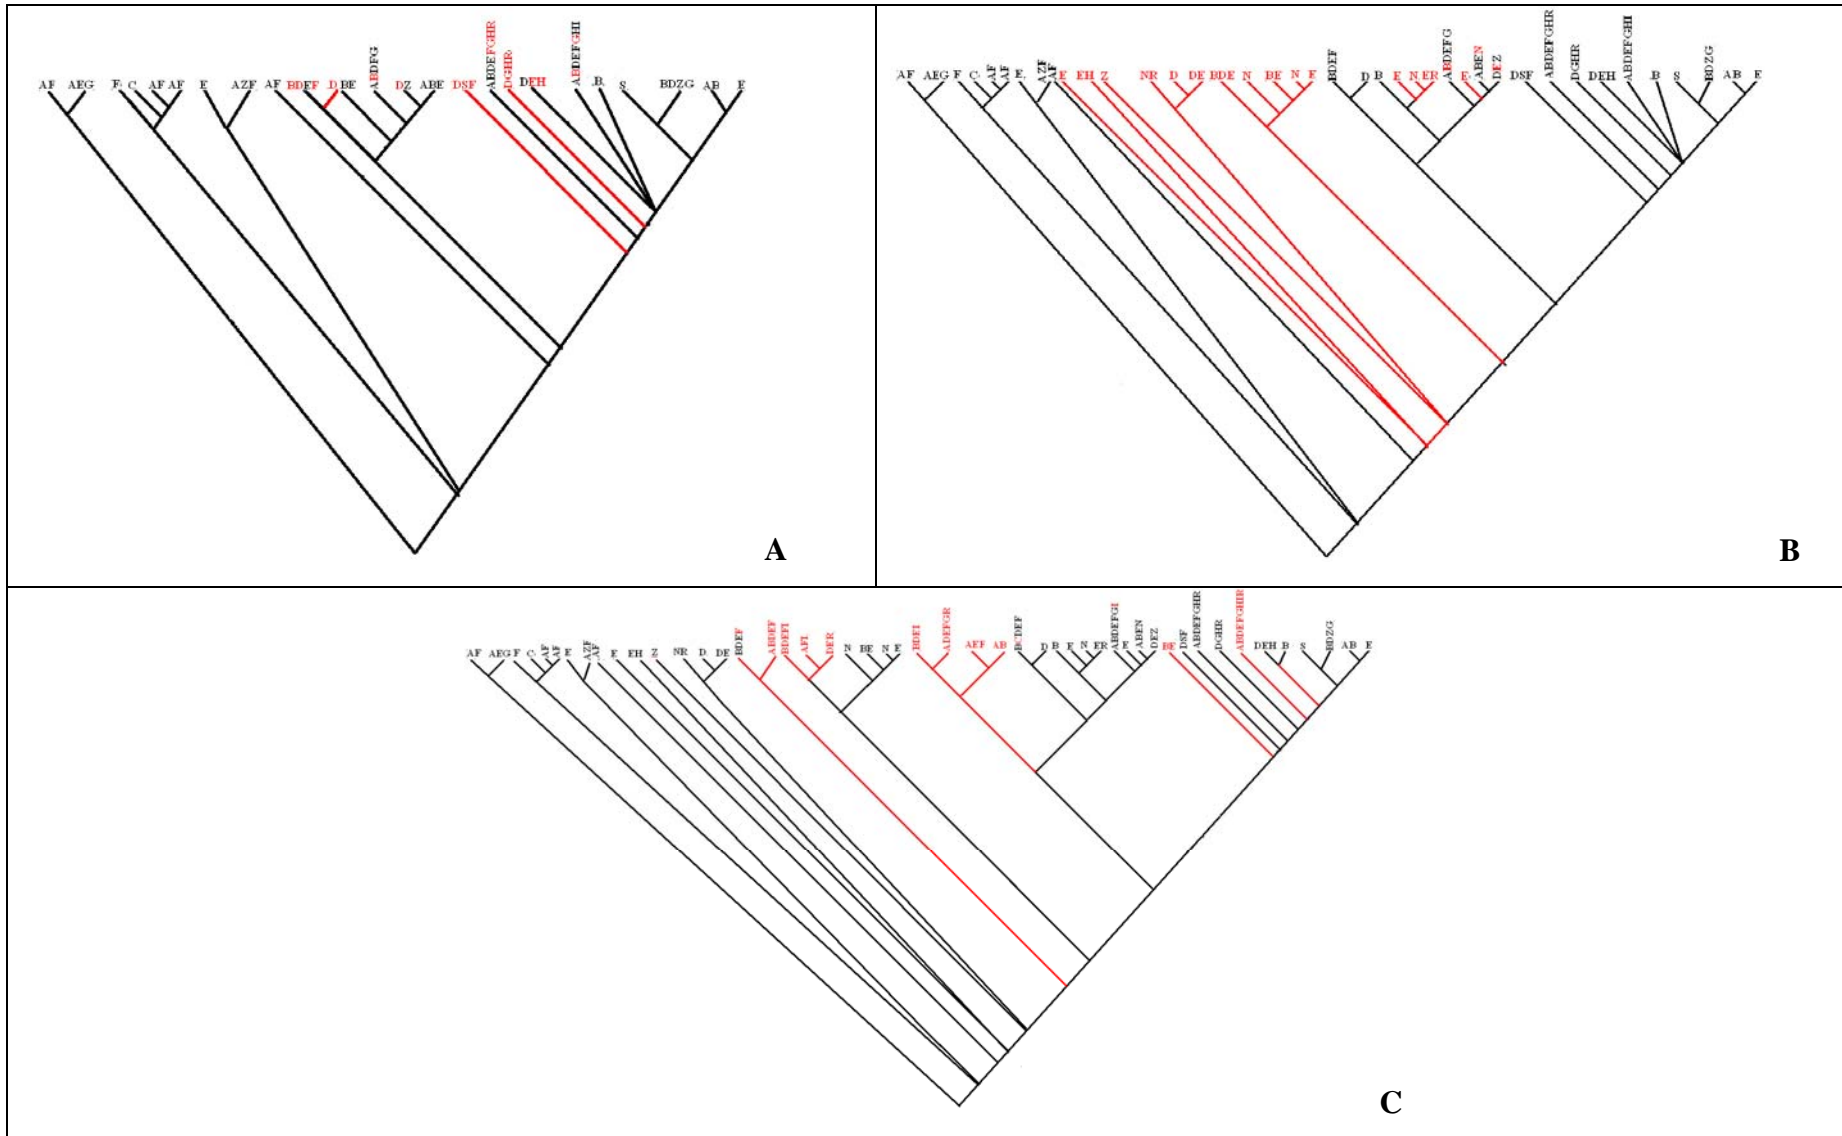 AF AEG F C AF AF E AZF AF BDEF D BE ABDFG DZ ABE DSF ABDEFGHR DGHR DEH ABDEFGHI B S BDZG AB E
A
AF AEG F C AF AF E AZF AF E EH Z NR D DE BDE N BE N E BDEF D B E N ER ABDEFG E ABEN DEZ DSF ABDEFGHR DGHR DEH ABDEFGHI B S BDZG AB E
B
AF AEG F C AF AF E AZF AF E EH Z NR D DE BDEF ABDEF BDEFI AFI DER N BE N E BDEI ADEFGR AEF AB BCDEF D B E N ER ABDEFGI E ABEN DEZ BE DSF ABDEFGHR DGHR ABDEFGHIR DEH B S BDZG AB E
C